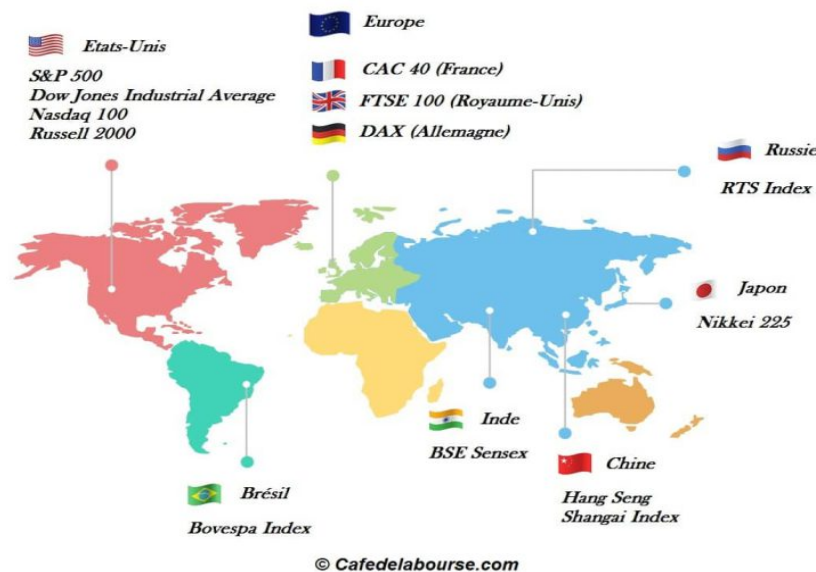 Etats-Unis
S&P 500
Dow Jones Industrial Average
Nasdaq 100
Russell 2000
Europe
CAC 40 (France)
FTSE 100 (Royaume-Unis)
DAX (Allemagne)
Russie
RTS Index
Japon
Nikkei 225
Inde
BSE Sensex
Chine
Hang Seng
Shangai Index
Brésil
Bovespa Index
© Cafedelabourse.com